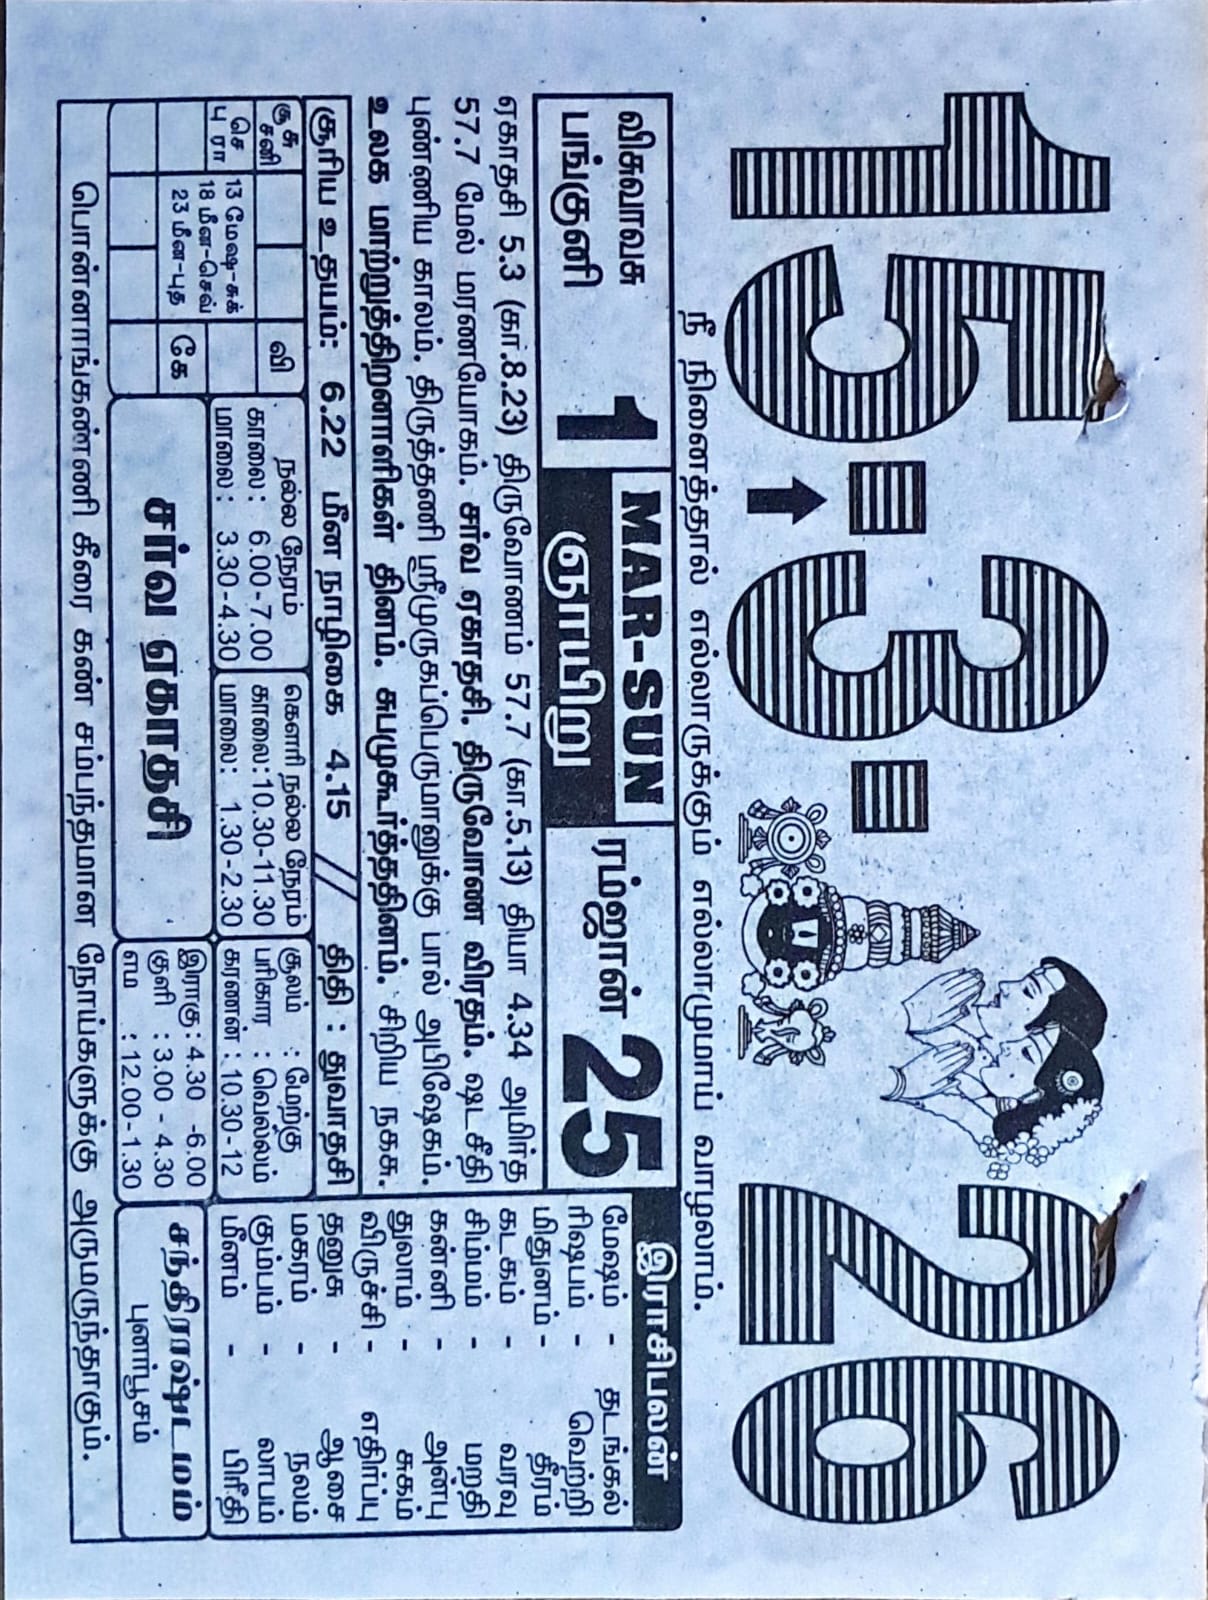 15-3-26
நீ நினைத்தால் எல்லாருக்கும் எல்லாமுமாய் வாழலாம்.
விசுவாவசு
பங்குனி 1
MAR-SUN
ஞாயிறு
ரம்ஜான் 25
ஏகாதசி 5.3 (கா.8.23) திருவோணம் 57.7 (கா.5.13) தியா 4.34 அமிர்த
57.7 மேல் மரணயோகம். சர்வ ஏகாதசி. திருவோண விரதம். ஷடசீதி
புண்ணிய காலம். திருத்தணி ஸ்ரீமுருகப்பெருமானுக்கு பால் அபிஷேகம்.
உலக மாற்றுத்திறனாளிகள் தினம். சுபமுகூர்த்ததினம். சிறிய நகசு.
சூரிய உதயம்: 6.22 மீன நாழிகை 4.15 // திதி : துவாதசி
இராசிபலன்
மேஷம் - தடங்கல்
ரிஷபம் - வெற்றி
மிதுனம் - தீரம்
கடகம் - வரவு
சிம்மம் - மறதி
கன்னி - அன்பு
துலாம் - சுகம்
விருச்சி - எதிர்ப்பு
தனுசு - ஆசை
மகரம் - நலம்
கும்பம் - லாபம்
மீனம் - பிரீதி
சூசு சனி
வி
செ
பு ரா
13 மேஷ-சுக்
18 மீன-செவ்
23 மீன-புத
கே
நல்ல நேரம்
காலை: 6.00-7.00
மாலை: 3.30-4.30
கௌரி நல்ல நேரம்
காலை:10.30-11.30
மாலை: 1.30-2.30
சூலம் : மேற்கு
பரிகார : வெல்லம்
கரணன் : 10.30-12
சர்வ ஏகாதசி
இராகு: 4.30 -6.00
குளி : 3.00 - 4.30
எம : 12.00-1.30
சந்திராஷ்டமம்
புனர்பூசம்
பொன்னாங்கண்ணி கீரை கண் சம்பந்தமான நோய்களுக்கு அருமருந்தாகும்.